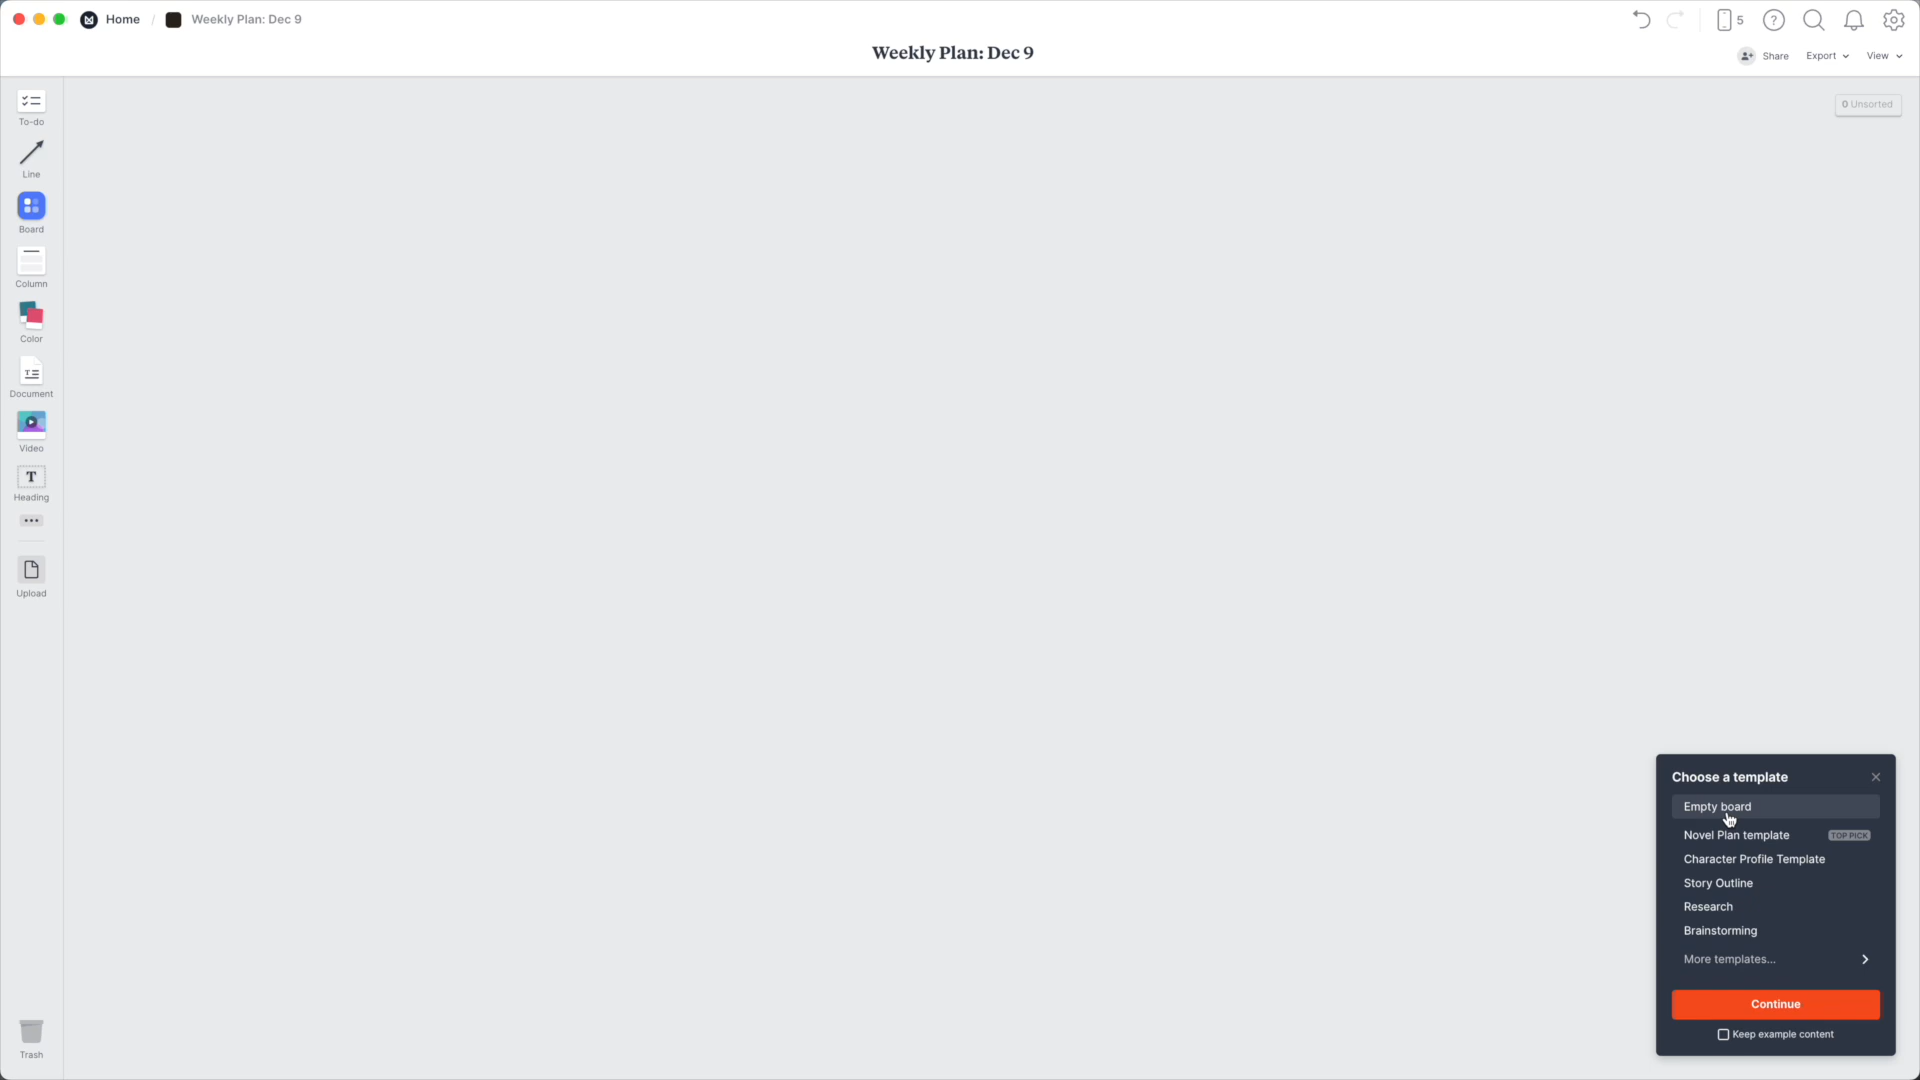 Home / Weekly Plan: Dec 9
5
Weekly Plan: Dec 9
Share
Export
View
0 Unsorted
To-do
Line
Board
Column
Color
Document
Video
T
Heading
Upload
Trash
Choose a template
Empty board
Novel Plan template TOP PICK
Character Profile Template
Story Outline
Research
Brainstorming
More templates...
Continue
Keep example content